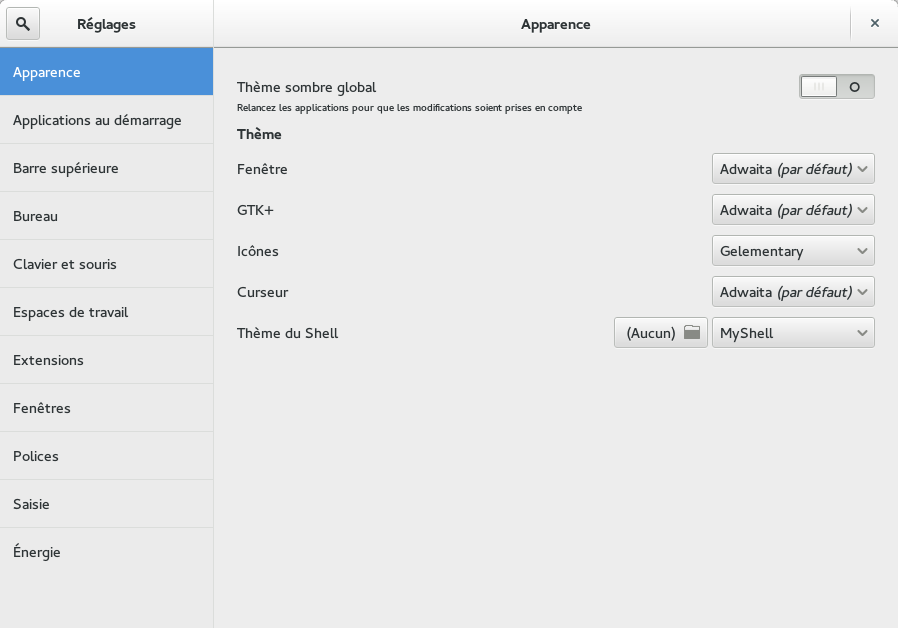 Réglages
Apparence
Apparence
Applications au démarrage
Barre supérieure
Bureau
Clavier et souris
Espaces de travail
Extensions
Fenêtres
Polices
Saisie
Énergie
Thème sombre global
Relancez les applications pour que les modifications soient prises en compte
Thème
Fenêtre Adwaita (par défaut)
GTK+ Adwaita (par défaut)
Icônes Gelementary
Curseur Adwaita (par défaut)
Thème du Shell (Aucun) MyShell